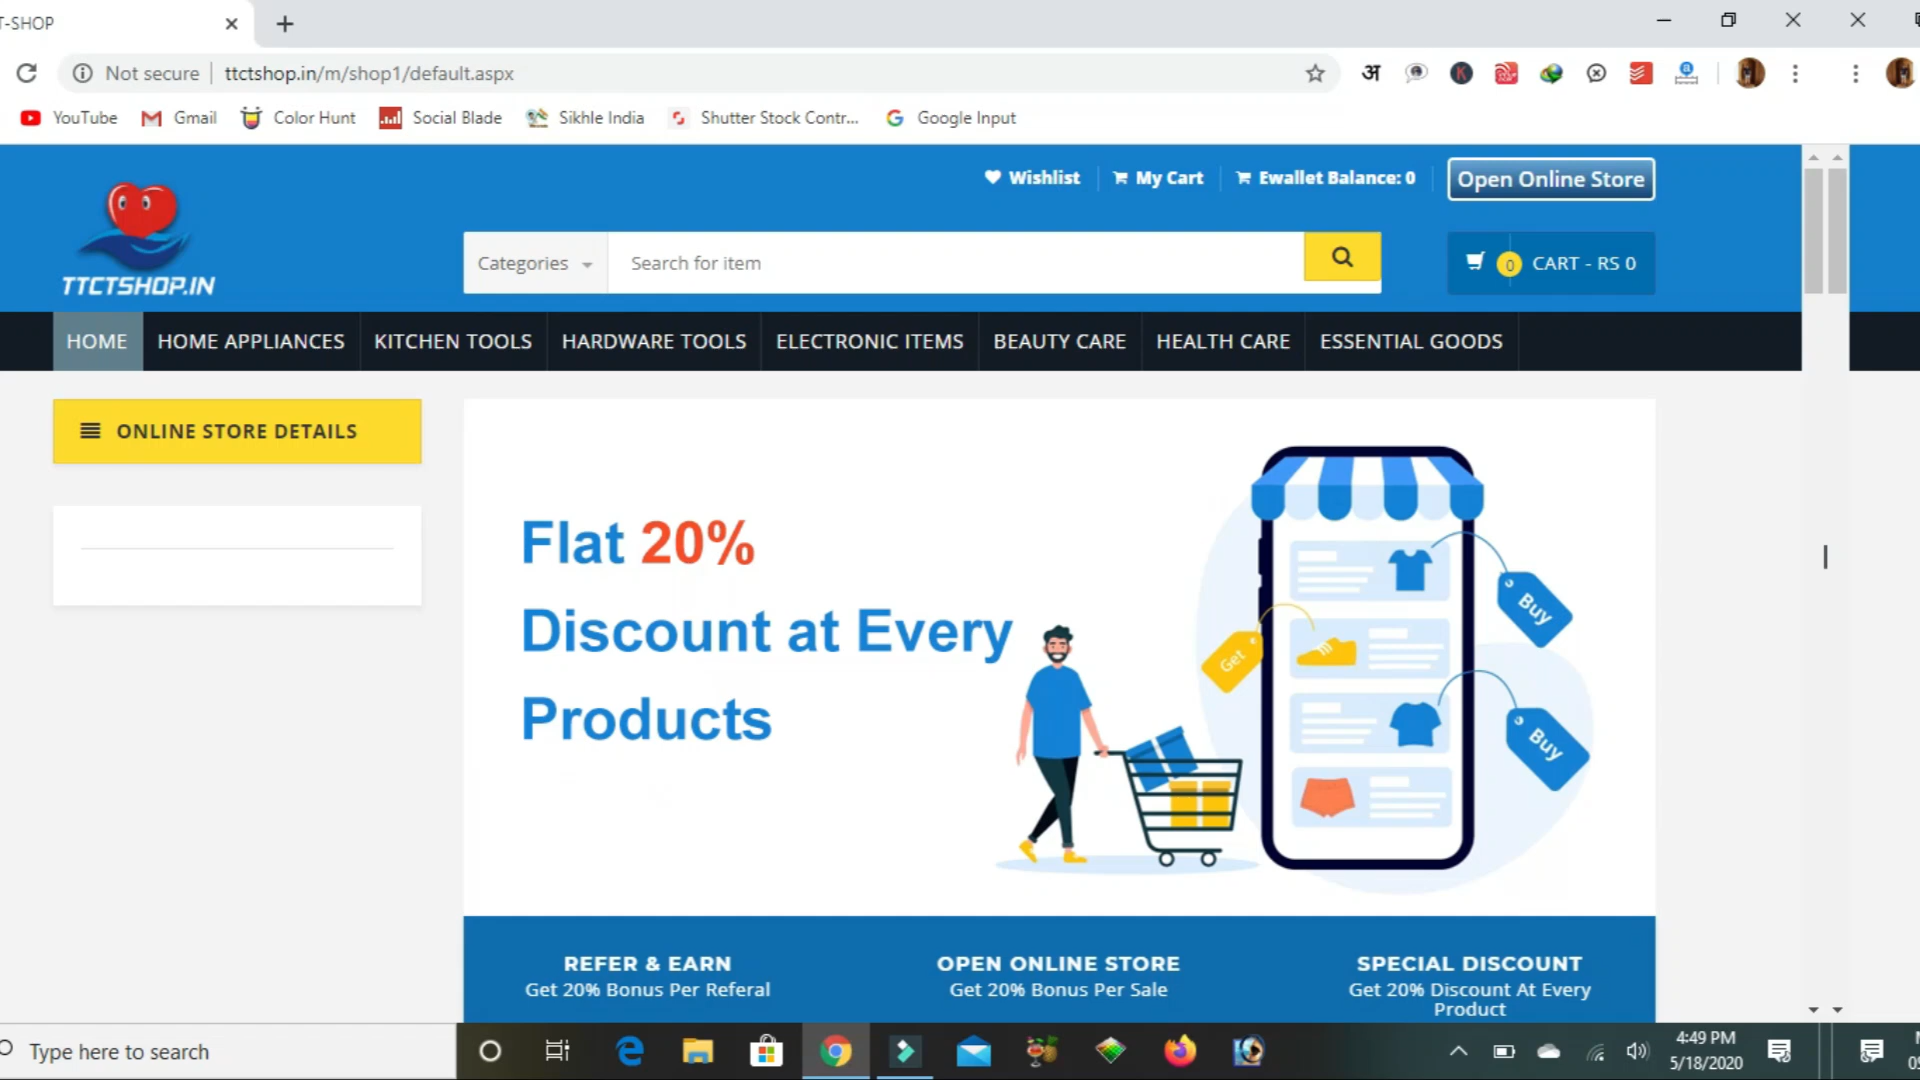 T-SHOP
Not secure
ttctshop.in/m/shop1/default.aspx
अ
K
YouTube
Gmail
Color Hunt
Social Blade
Sikhle India
Shutter Stock Contr...
Google Input
Wishlist
My Cart
Ewallet Balance: 0
Open Online Store
TTCTSHOP.IN
Categories
Search for item
0
CART - RS 0
HOME
HOME APPLIANCES
KITCHEN TOOLS
HARDWARE TOOLS
ELECTRONIC ITEMS
BEAUTY CARE
HEALTH CARE
ESSENTIAL GOODS
ONLINE STORE DETAILS
Flat 20%
Discount at Every
Products
Buy
Get
Buy
REFER & EARN
Get 20% Bonus Per Referal
OPEN ONLINE STORE
Get 20% Bonus Per Sale
SPECIAL DISCOUNT
Get 20% Discount At Every
Product
Type here to search
4:49 PM
5/18/2020